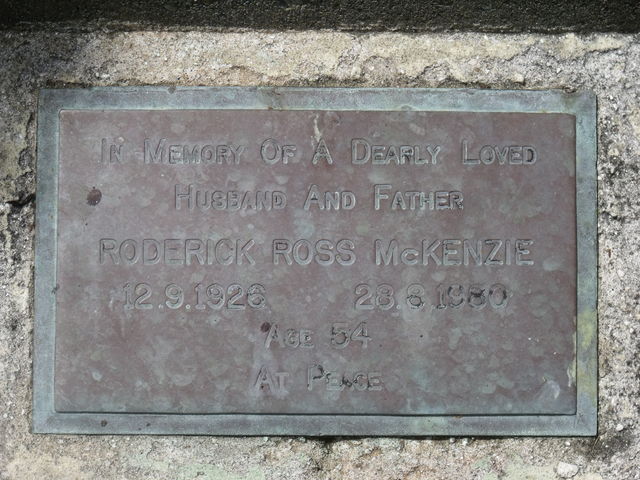 In Memory Of A Dearly Loved
Husband And Father
RODERICK ROSS McKENZIE
12.9.1926 28.8.1980
Age 54
At Peace